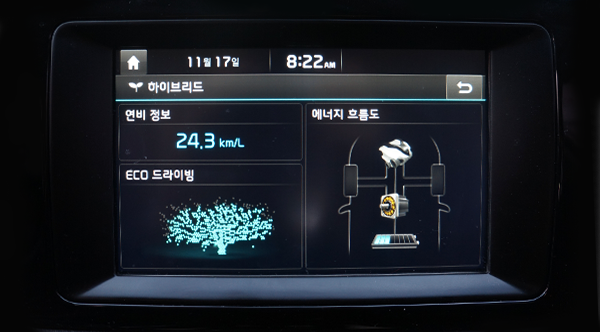 11월 17일 8:22AM
하이브리드
연비 정보
24.3 km/L
ECO 드라이빙
에너지 흐름도